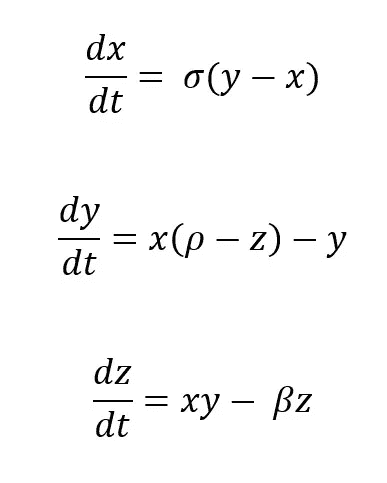 dx/dt = σ(y − x)
dy/dt = x(ρ − z) − y
dz/dt = xy − βz